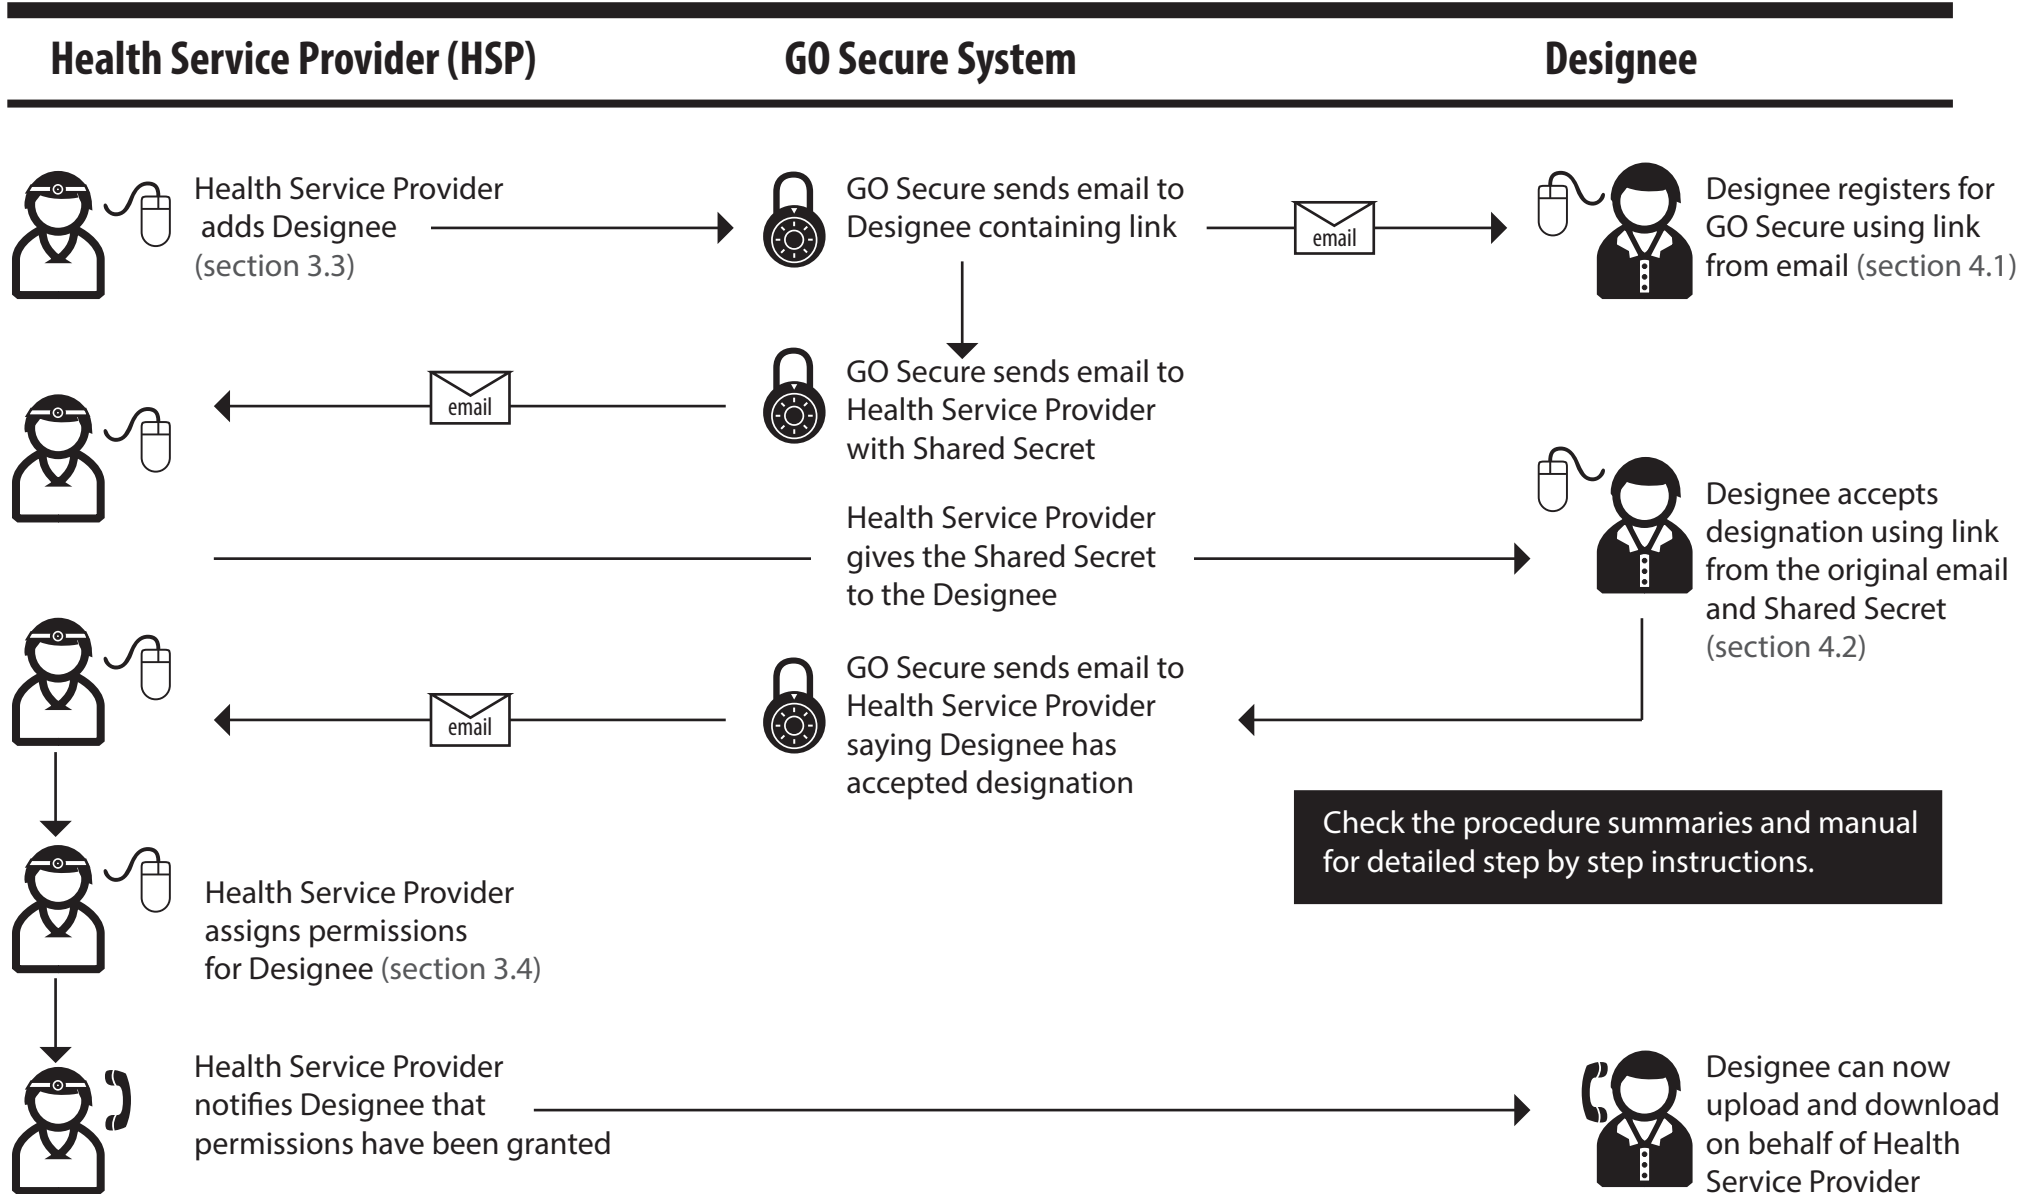 Health Service Provider (HSP)
GO Secure System
Designee
Health Service Provider
adds Designee
(section 3.3)
GO Secure sends email to
Designee containing link
email
Designee registers for
GO Secure using link
from email (section 4.1)
email
GO Secure sends email to
Health Service Provider
with Shared Secret
Health Service Provider
gives the Shared Secret
to the Designee
Designee accepts
designation using link
from the original email
and Shared Secret
(section 4.2)
email
GO Secure sends email to
Health Service Provider
saying Designee has
accepted designation
Check the procedure summaries and manual
for detailed step by step instructions.
Health Service Provider
assigns permissions
for Designee (section 3.4)
Health Service Provider
notifies Designee that
permissions have been granted
Designee can now
upload and download
on behalf of Health
Service Provider